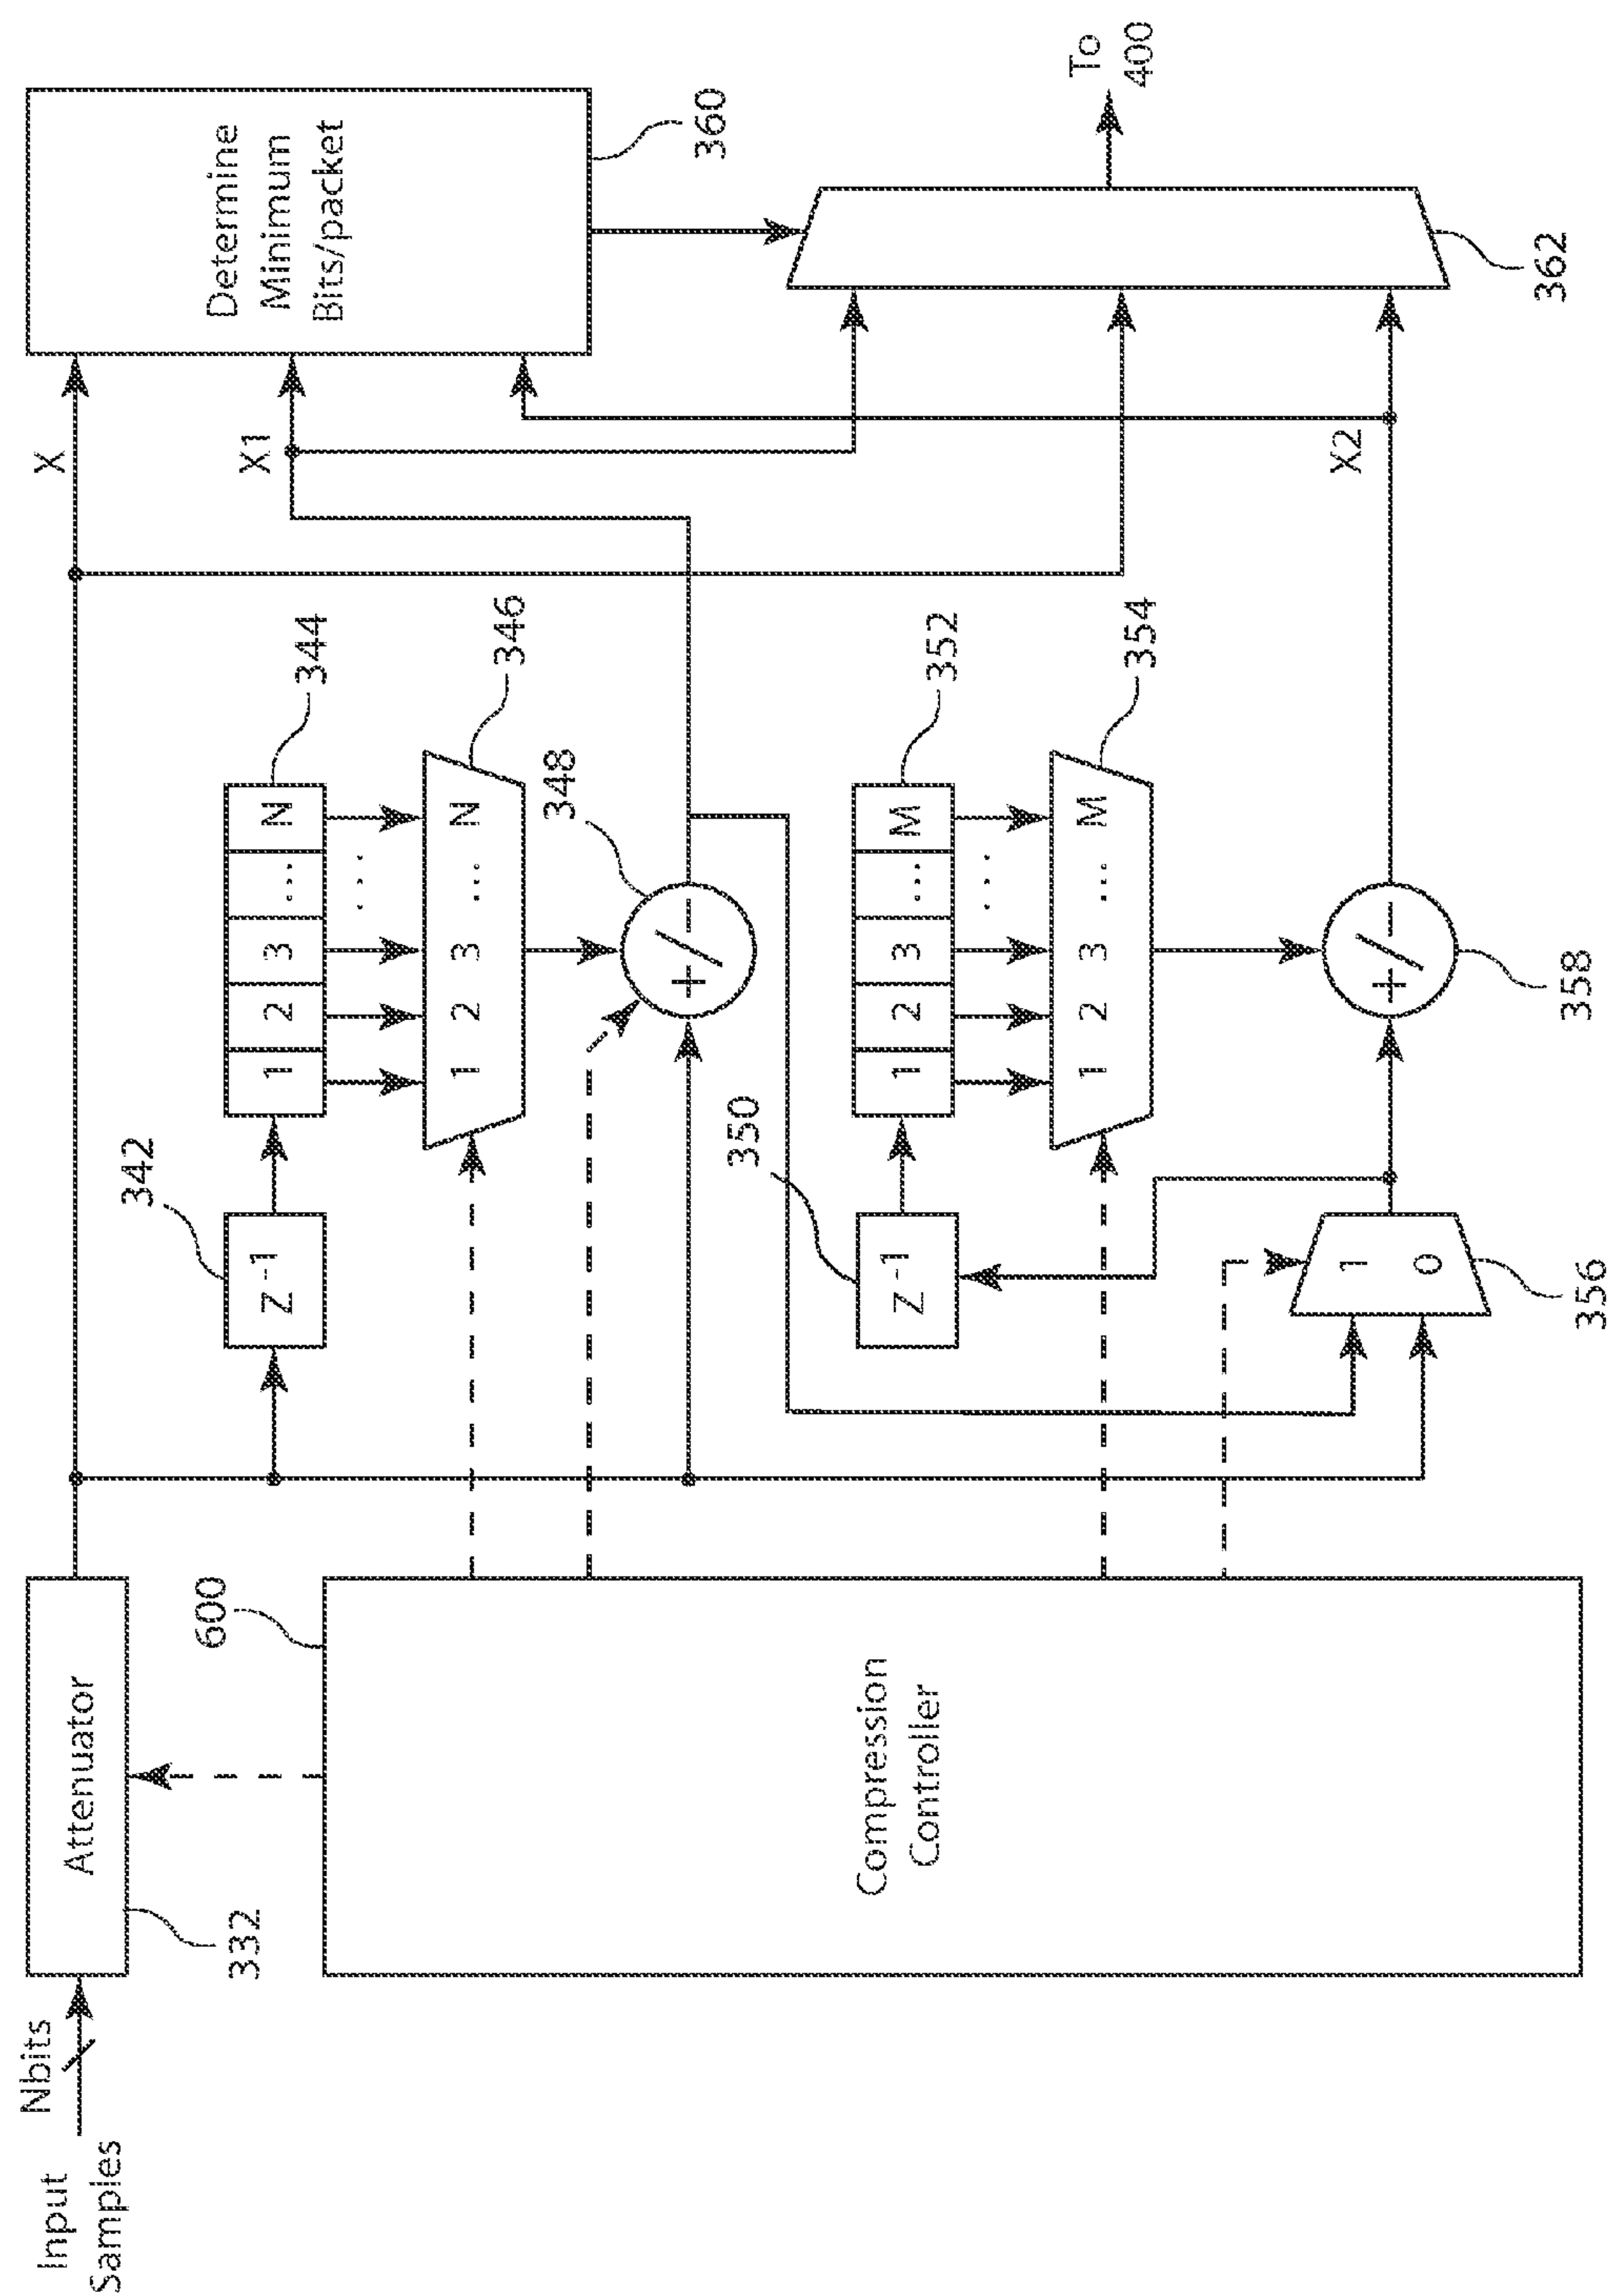 Input
Samples
Nbits
Attenuator
332
600
Compression
Controller
342
Z -1
1 2 3 ... N
344
...
1 2 3 ... N
346
+/-
348
350
Z -1
1 2 3 ... M
352
...
1 2 3 ... M
354
1
0
356
+/-
358
X
X1
X2
Determine
Minimum
Bits/packet
360
362
To
400